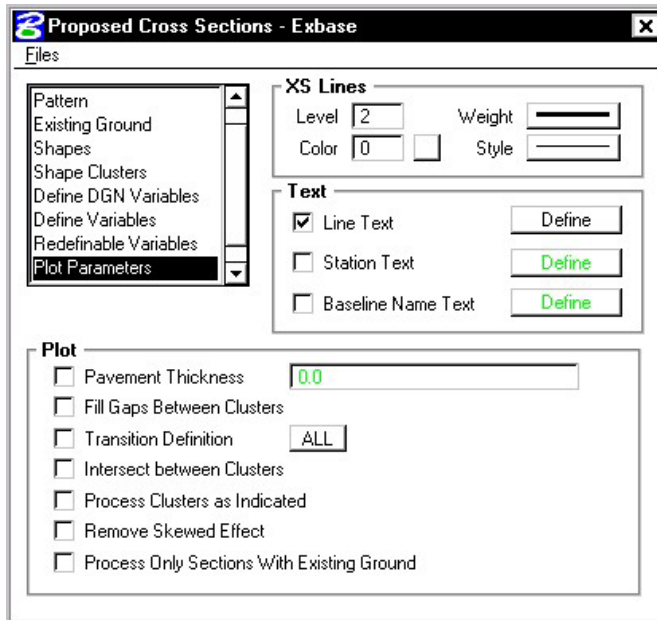 Proposed Cross Sections - Exbase
Files
Pattern
Existing Ground
Shapes
Shape Clusters
Define DGN Variables
Define Variables
Redefinable Variables
Plot Parameters
XS Lines
Level 2 Weight
Color 0 Style
Text
Line Text Define
Station Text Define
Baseline Name Text Define
Plot
Pavement Thickness 0.0
Fill Gaps Between Clusters
Transition Definition ALL
Intersect between Clusters
Process Clusters as Indicated
Remove Skewed Effect
Process Only Sections With Existing Ground